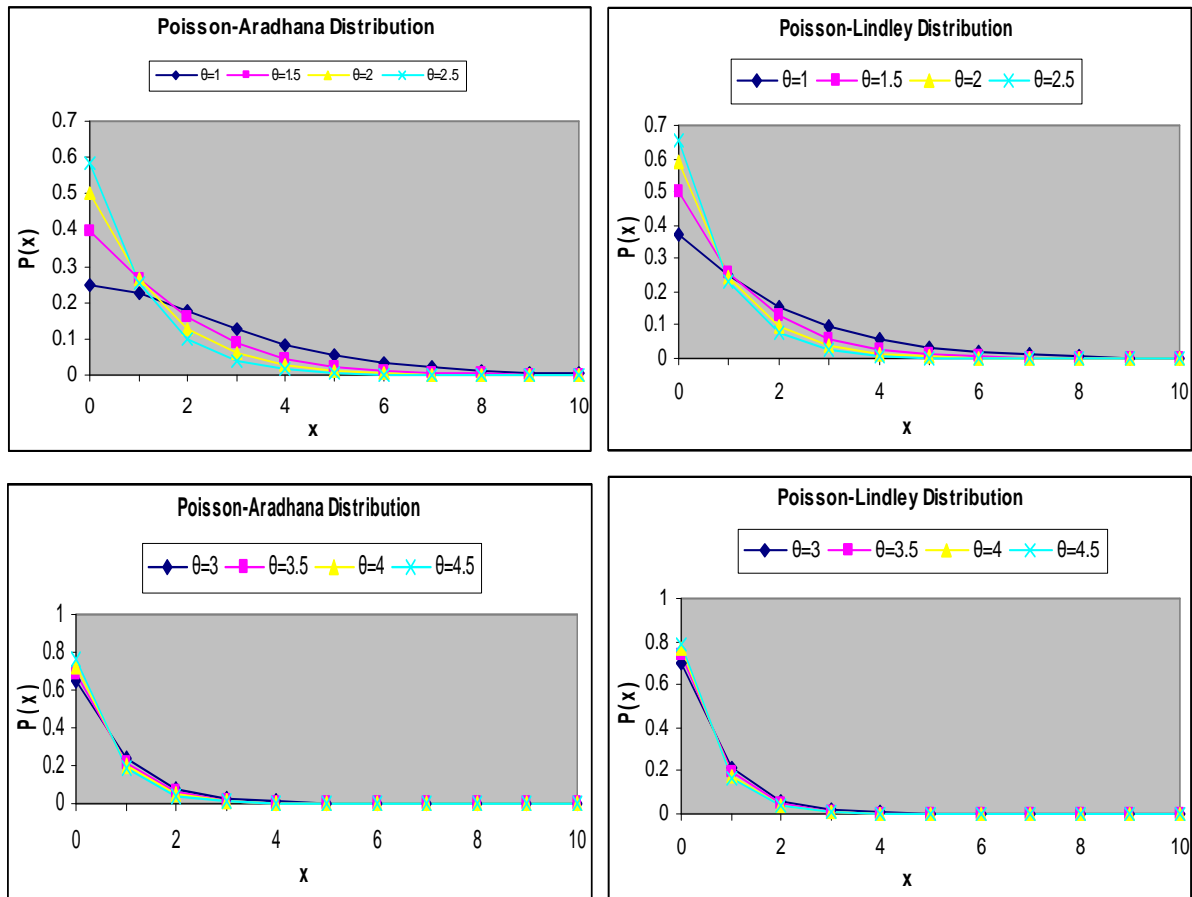 Poisson-Aradhana Distribution
θ=1 θ=1.5 θ=2 θ=2.5
0.7
0.6
0.5
0.4
0.3
0.2
0.1
0
P(x)
0 2 4 6 8 10
x
Poisson-Lindley Distribution
θ=1 θ=1.5 θ=2 θ=2.5
0.7
0.6
0.5
0.4
0.3
0.2
0.1
0
P(x)
0 2 4 6 8 10
x
Poisson-Aradhana Distribution
θ=3 θ=3.5 θ=4 θ=4.5
1
0.8
0.6
0.4
0.2
0
P(x)
0 2 4 6 8 10
x
Poisson-Lindley Distribution
θ=3 θ=3.5 θ=4 θ=4.5
1
0.8
0.6
0.4
0.2
0
P(x)
0 2 4 6 8 10
x